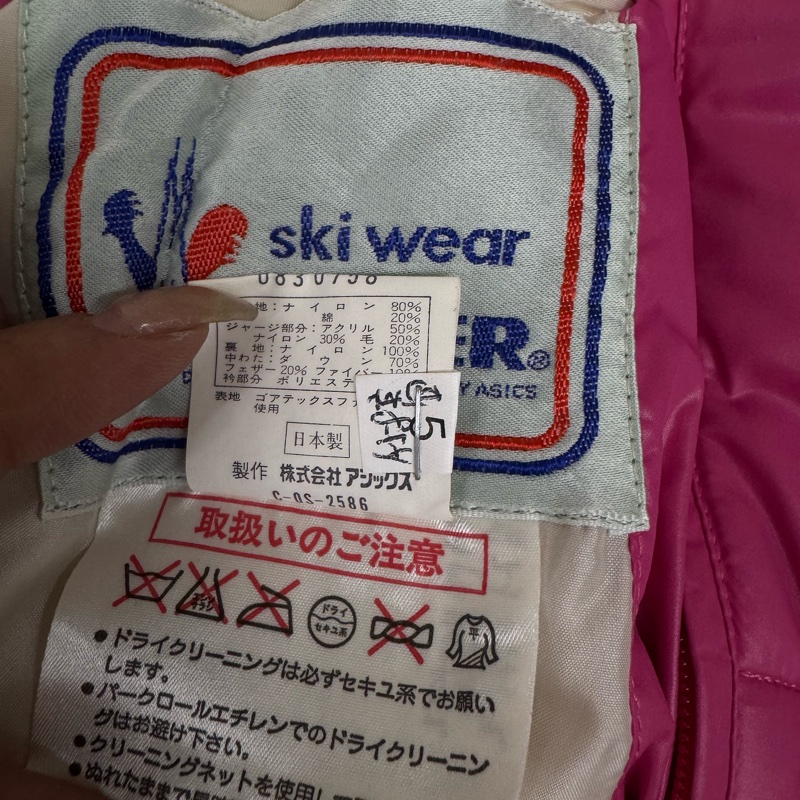 ski wear
ER®
Y ASICS
0830758
地：ナイロン 80%
綿 20%
ジャージ部分：アクリル 50%
ナイロン 30% 毛 20%
裏地：ナイロン 100%
中わた：ダウン 70%
フェザー 20% ファイバー 10%
衿部分 ポリエステ
表地 ゴアテックスファ
使用
日本製
製作 株式会社アシックス
C-OS-2586
5
取扱いのご注意
ドライ
セキユ系
平
●ドライクリーニングは必ずセキユ系でお願い
します。
●パークロールエチレンでのドライクリーニン
グはお避け下さい。
●クリーニングネットを使用し
●ぬれたままで長時